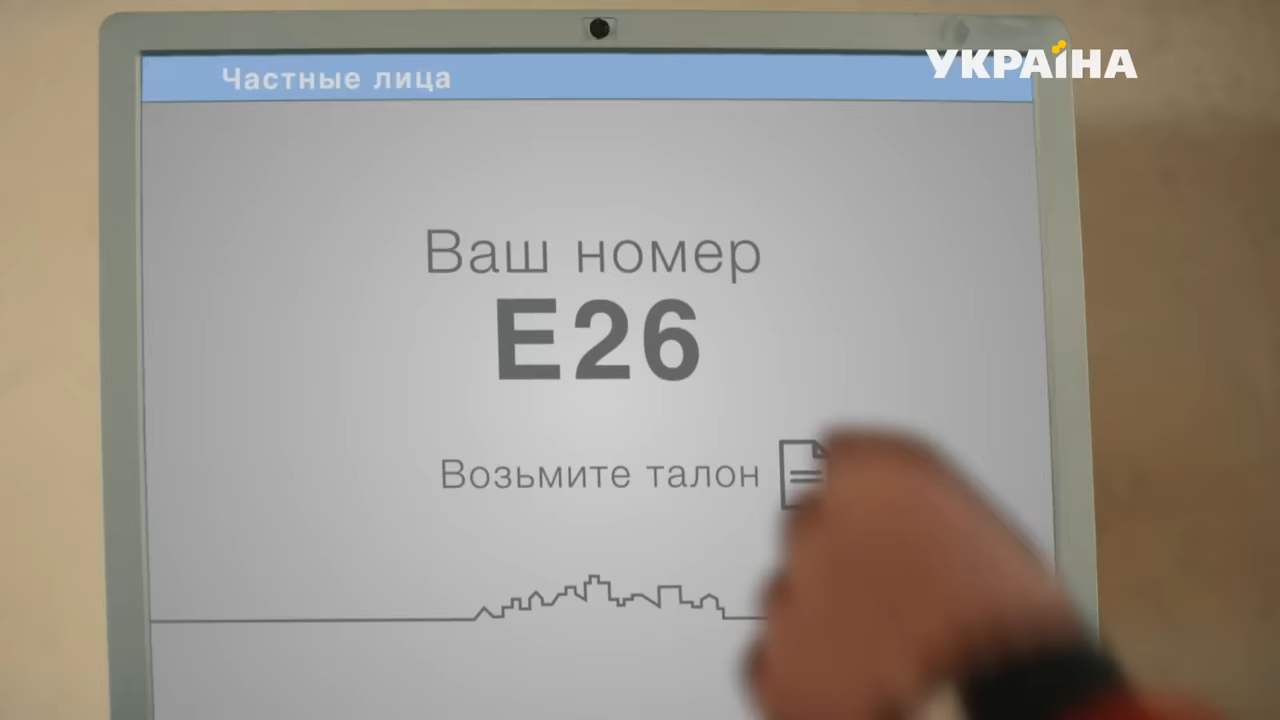 УКРАЇНА
Частные лица
Ваш номер
E26
Возьмите талон